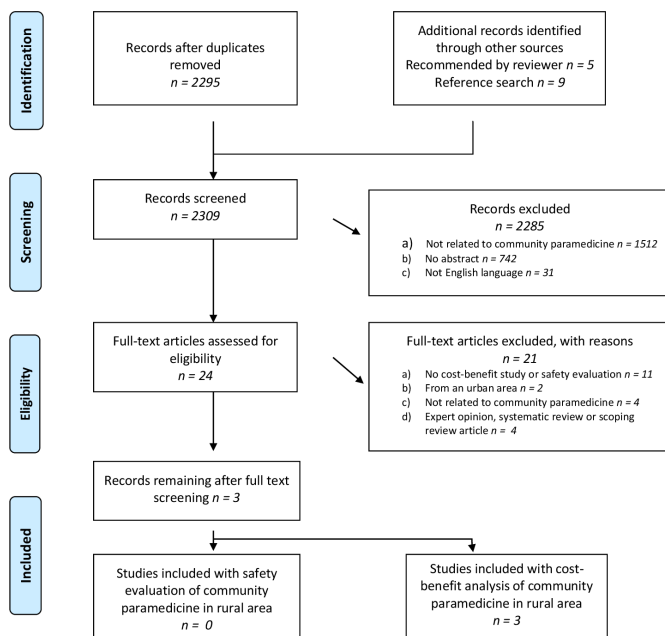 Identification
Records after duplicates
removed
n = 2295
Additional records identified
through other sources
Recommended by reviewer n = 5
Reference search n = 9
Screening
Records screened
n = 2309
Records excluded
n = 2285
a) Not related to community paramedicine n = 1512
b) No abstract n = 742
c) Not English language n = 31
Eligibility
Full-text articles assessed for
eligibility
n = 24
Full-text articles excluded, with reasons
n = 21
a) No cost-benefit study or safety evaluation n = 11
b) From an urban area n = 2
c) Not related to community paramedicine n = 4
d) Expert opinion, systematic review or scoping
review article n = 4
Records remaining after full text
screening n = 3
Included
Studies included with safety
evaluation of community
paramedicine in rural area
n = 0
Studies included with cost-
benefit analysis of community
paramedicine in rural area
n = 3